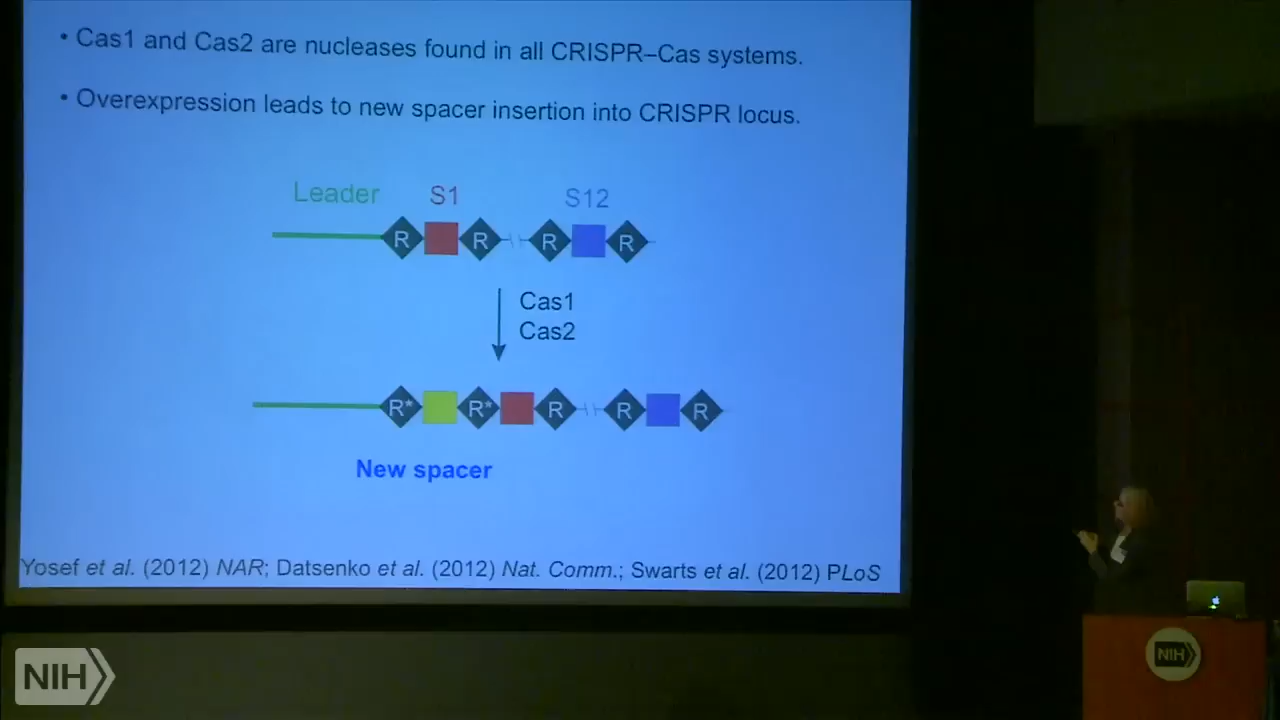 • Cas1 and Cas2 are nucleases found in all CRISPR–Cas systems.
• Overexpression leads to new spacer insertion into CRISPR locus.
Leader S1 S12
R R R R
Cas1
Cas2
R* R* R R R
New spacer
Yosef et al. (2012) NAR; Datsenko et al. (2012) Nat. Comm.; Swarts et al. (2012) PLoS
NIH
NIH